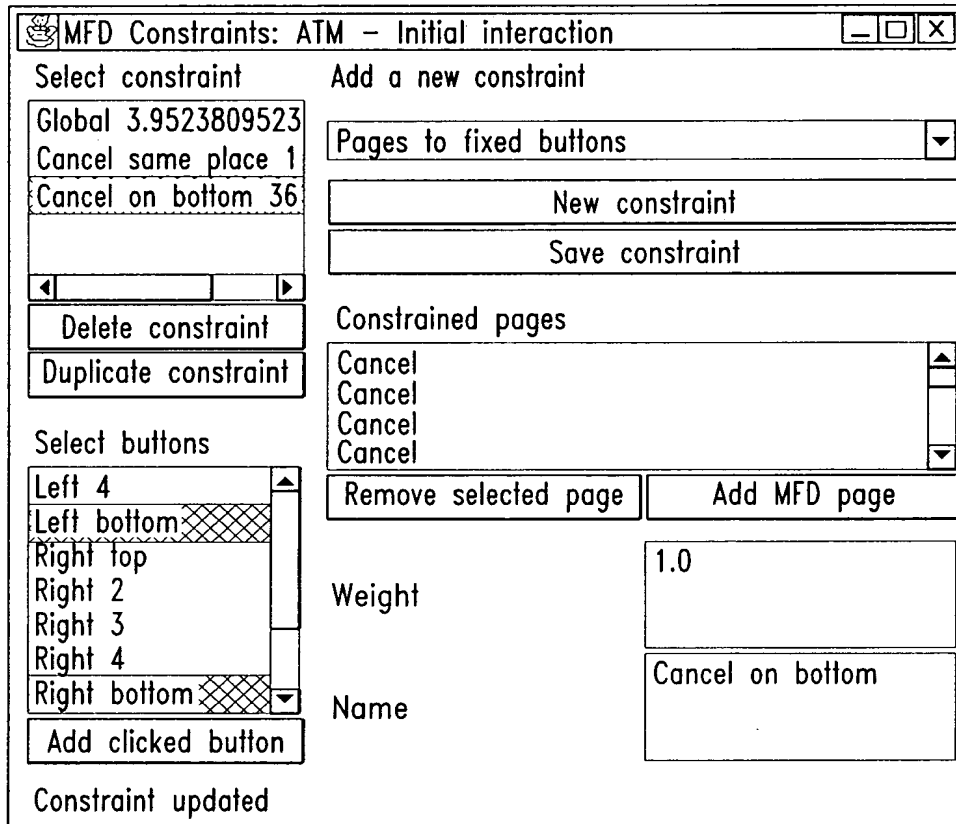 MFD Constraints: ATM – Initial interaction
Select constraint
Global 3.9523809523
Cancel same place 1
Cancel on bottom 36
Delete constraint
Duplicate constraint
Select buttons
Left 4
Left bottom
Right top
Right 2
Right 3
Right 4
Right bottom
Add clicked button
Constraint updated
Add a new constraint
Pages to fixed buttons
New constraint
Save constraint
Constrained pages
Cancel
Cancel
Cancel
Cancel
Remove selected page
Add MFD page
Weight
1.0
Name
Cancel on bottom